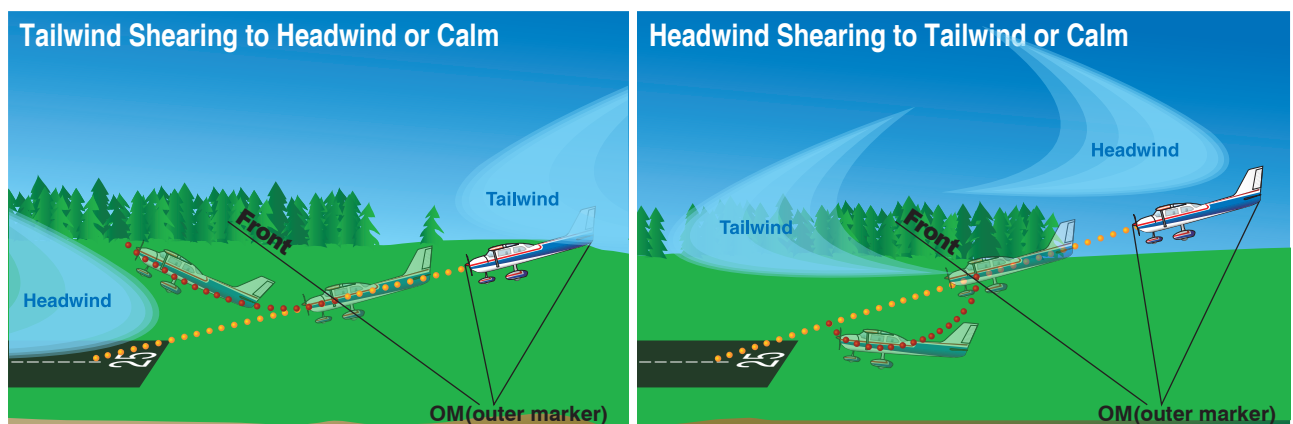 Tailwind Shearing to Headwind or Calm
Tailwind
Front
Headwind
25
OM(outer marker)
Headwind Shearing to Tailwind or Calm
Headwind
Tailwind
Front
25
OM(outer marker)